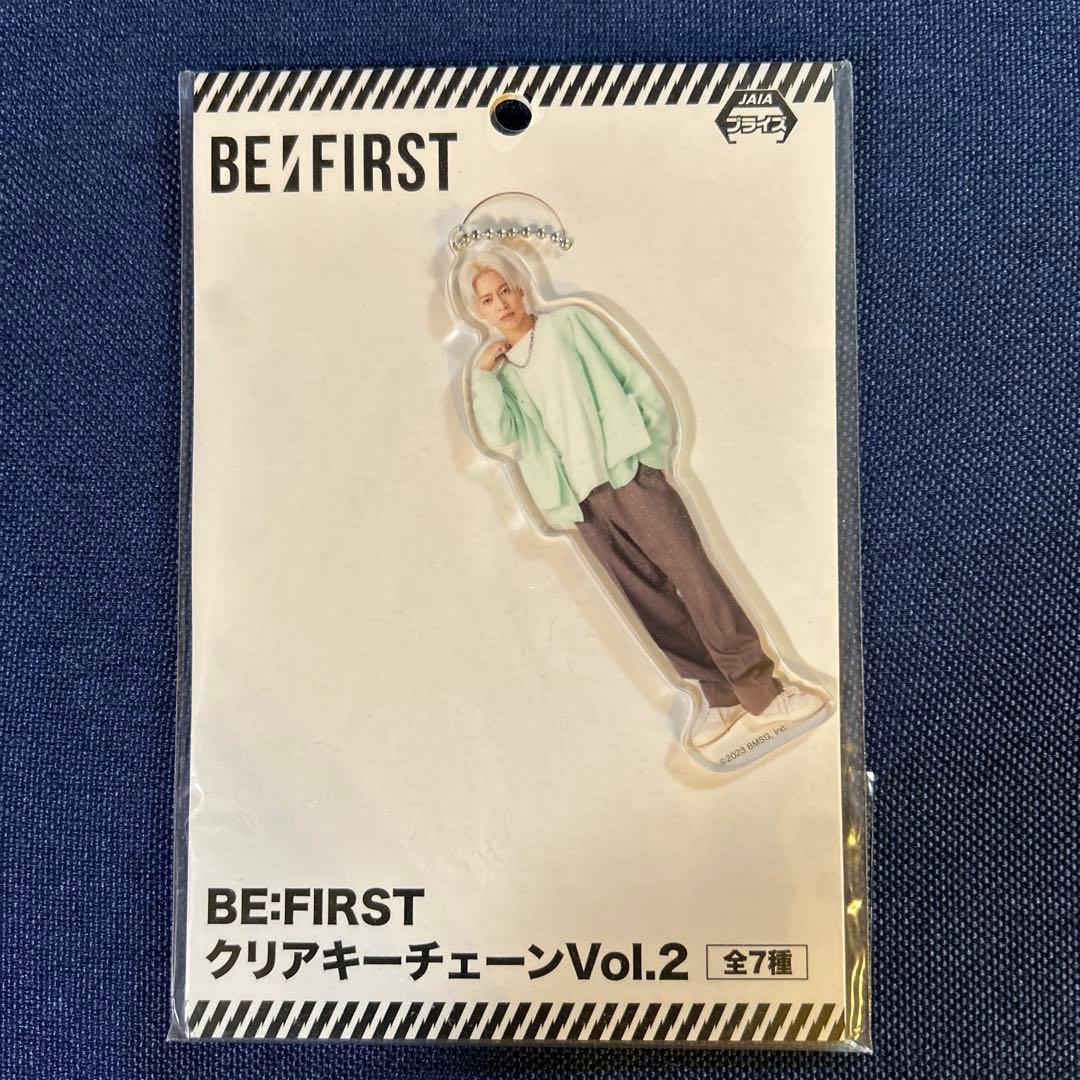 JAIA
プライズ
BE:FIRST
©2023 BMSG, Inc.
BE:FIRST
クリアキーチェーンVol.2 全7種